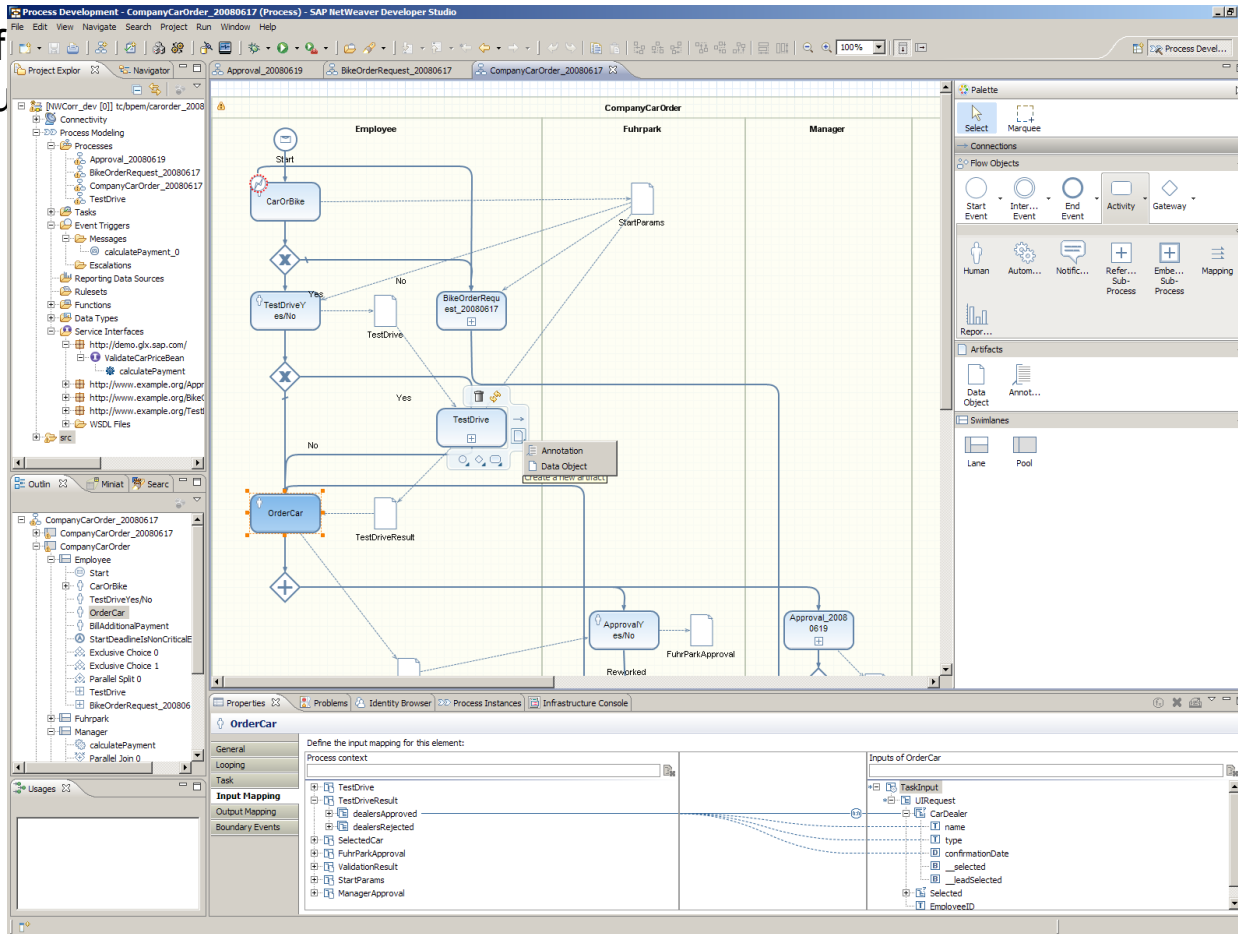 Process Development - CompanyCarOrder_20080617 (Process) - SAP NetWeaver Developer Studio
File Edit View Navigate Search Project Run Window Help
100%
Process Devel...
Project Explor Navigator
Approval_20080619 BikeOrderRequest_20080617 CompanyCarOrder_20080617
[NWCorr_dev [0]] tc/bpem/carorder_2008
Connectivity
Process Modeling
Processes
Approval_20080619
BikeOrderRequest_20080617
CompanyCarOrder_20080617
TestDrive
Tasks
Event Triggers
Messages
calculatePayment_0
Escalations
Reporting Data Sources
Rulesets
Functions
Data Types
Service Interfaces
http://demo.glx.sap.com/
ValidateCarPriceBean
calculatePayment
http://www.example.org/Appr
http://www.example.org/Bike
http://www.example.org/Test
WSDL Files
src
CompanyCarOrder
Employee Fuhrpark Manager
Start
CarOrBike
StartParams
No
Yes
TestDriveY
es/No
TestDrive
BikeOrderRequ
est_20080617
Yes
TestDrive
No
Annotation
Data Object
Create a new artifact
OrderCar
TestDriveResult
ApprovalY
es/No
FuhrParkApproval
Reworked
Approval_2008
0619
Palette
Select Marquee
Connections
Flow Objects
Start
Event
Inter...
Event
End
Event
Activity
Gateway
Human
Autom...
Notific...
Refer...
Sub-
Process
Embe...
Sub-
Process
Mapping
Repor...
Artifacts
Data
Object
Annot...
Swimlanes
Lane Pool
Outlin Miniat Searc
CompanyCarOrder_20080617
CompanyCarOrder_20080617
CompanyCarOrder
Employee
Start
CarOrBike
TestDriveYes/No
OrderCar
BillAdditionalPayment
StartDeadlineIsNonCriticalE
Exclusive Choice 0
Exclusive Choice 1
Parallel Split 0
TestDrive
BikeOrderRequest_200806
Fuhrpark
Manager
calculatePayment
Parallel Join 0
Usages
Properties Problems Identity Browser Process Instances Infrastructure Console
OrderCar
General
Looping
Task
Input Mapping
Output Mapping
Boundary Events
Define the input mapping for this element:
Process context
TestDrive
TestDriveResult
dealersApproved
dealersRejected
SelectedCar
FuhrParkApproval
ValidationResult
StartParams
ManagerApproval
Inputs of OrderCar
TaskInput
UIRequest
CarDealer
name
type
confirmationDate
__selected
__leadSelected
Selected
EmployeeID